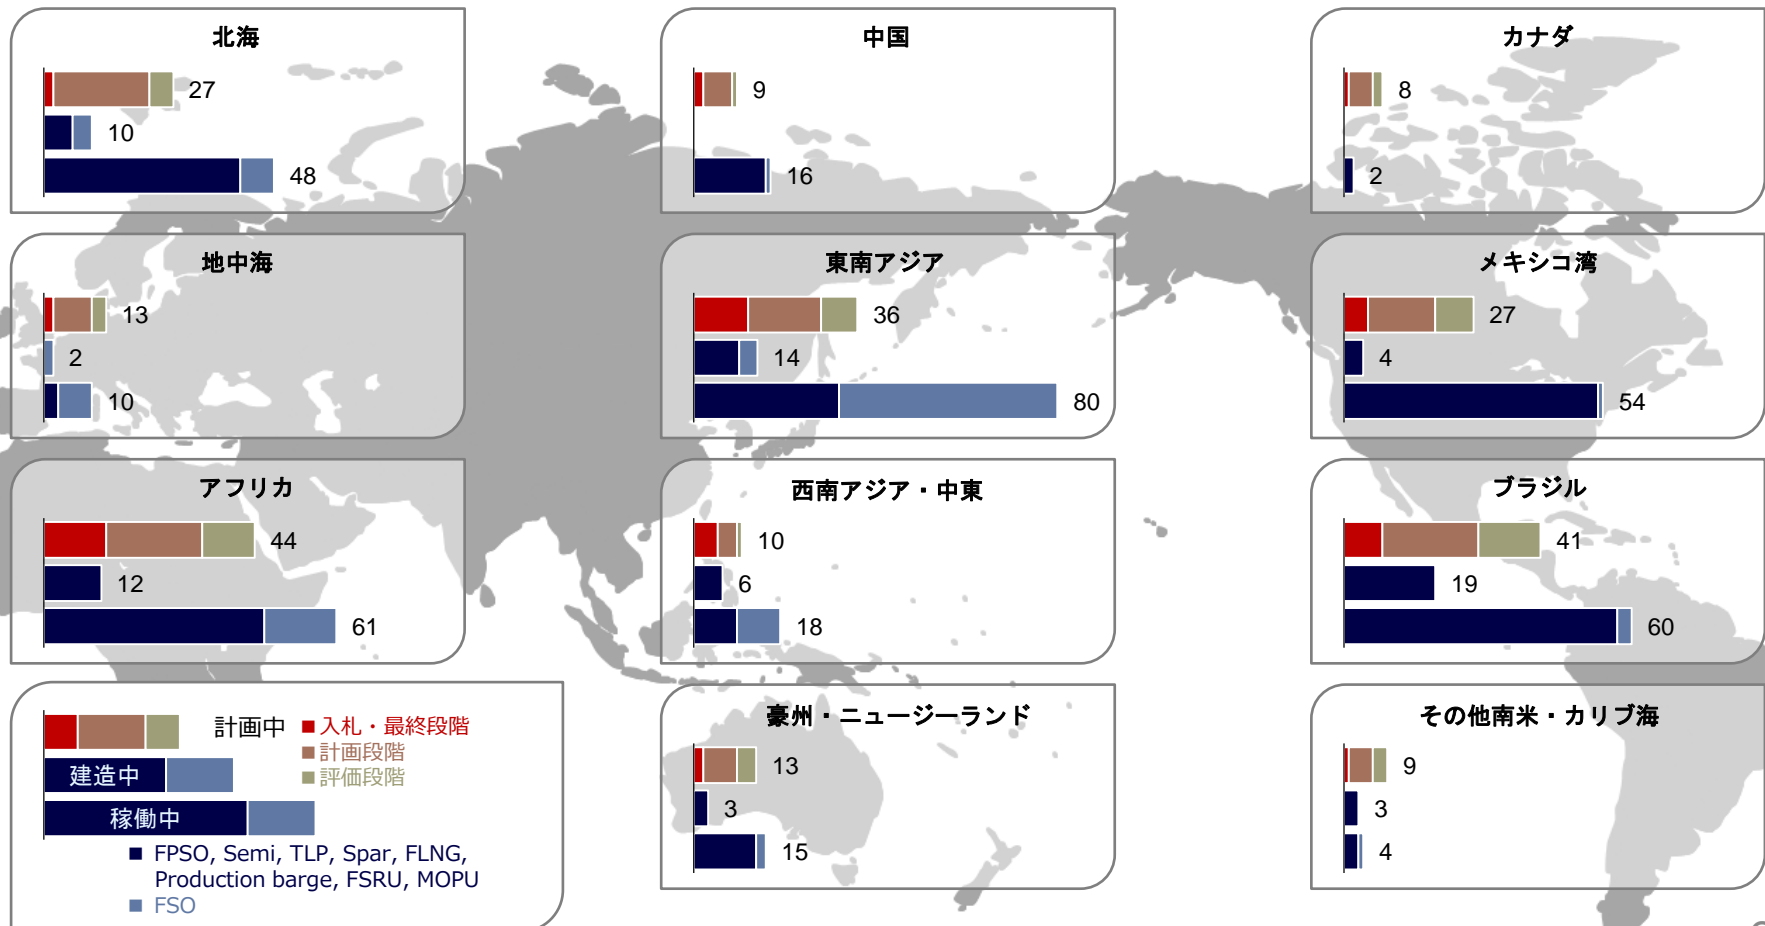 北海
27
10
48
中国
9
16
カナダ
8
2
地中海
13
2
10
東南アジア
36
14
80
メキシコ湾
27
4
54
アフリカ
44
12
61
西南アジア・中東
10
6
18
ブラジル
41
19
60
計画中
■入札・最終段階
■計画段階
■評価段階
建造中
稼働中
■ FPSO, Semi, TLP, Spar, FLNG,
Production barge, FSRU, MOPU
■ FSO
豪州・ニュージーランド
13
3
15
その他南米・カリブ海
9
3
4